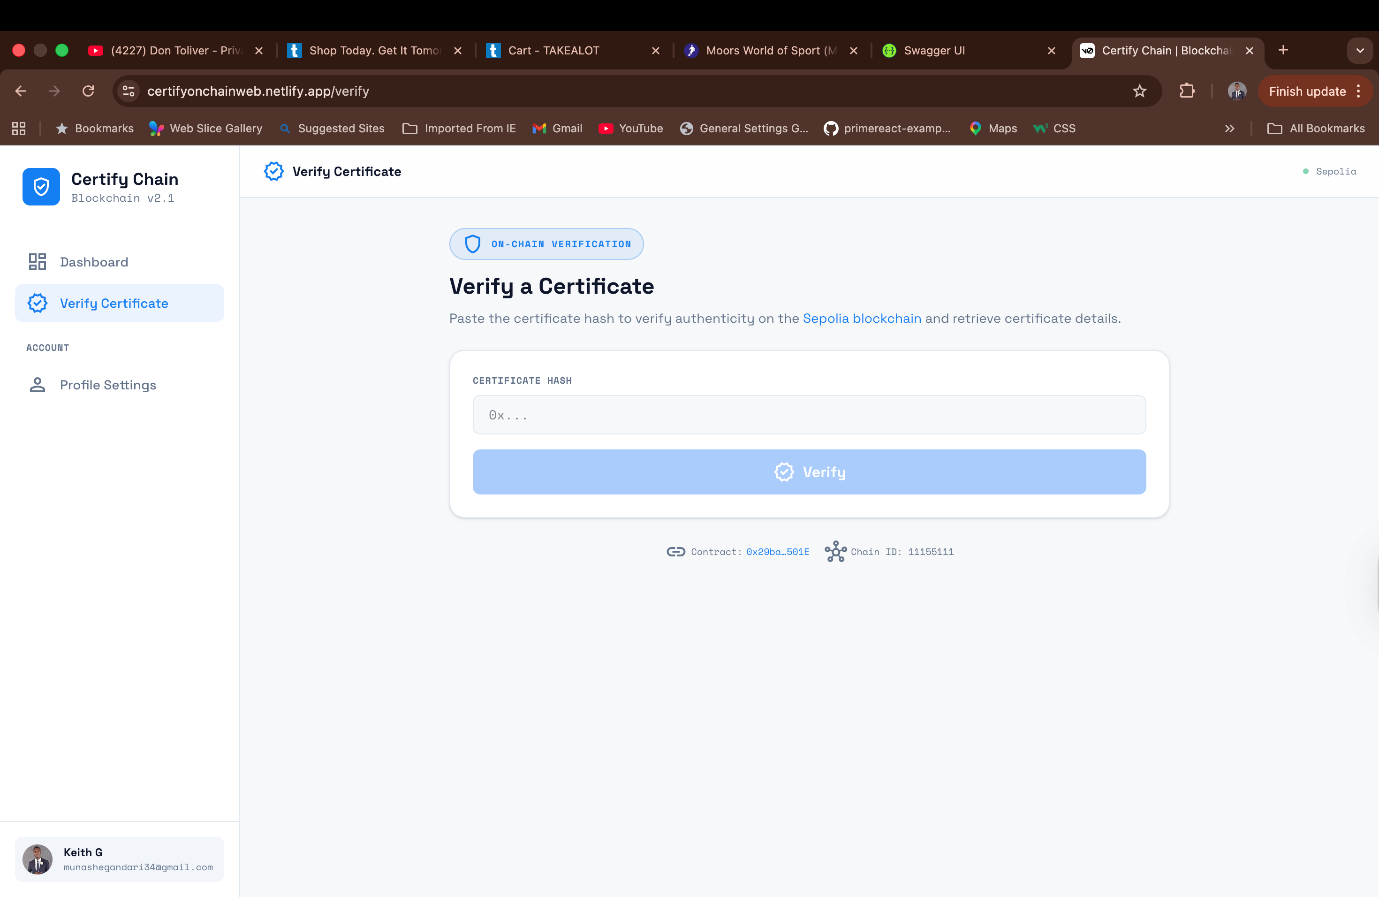 (4227) Don Toliver - Priv
Shop Today. Get It Tomo
Cart - TAKEALOT
Moors World of Sport (M
Swagger UI
Certify Chain | Blockchai
certifyonchainweb.netlify.app/verify
Finish update
Bookmarks
Web Slice Gallery
Suggested Sites
Imported From IE
Gmail
YouTube
General Settings G...
primereact-examp...
Maps
CSS
All Bookmarks
Certify Chain
Blockchain v2.1
Dashboard
Verify Certificate
ACCOUNT
Profile Settings
Keith G
munashegandari34@gmail.com
Verify Certificate
Sepolia
ON-CHAIN VERIFICATION
Verify a Certificate
Paste the certificate hash to verify authenticity on the Sepolia blockchain and retrieve certificate details.
CERTIFICATE HASH
0x...
Verify
Contract: 0x29ba…501E
Chain ID: 11155111